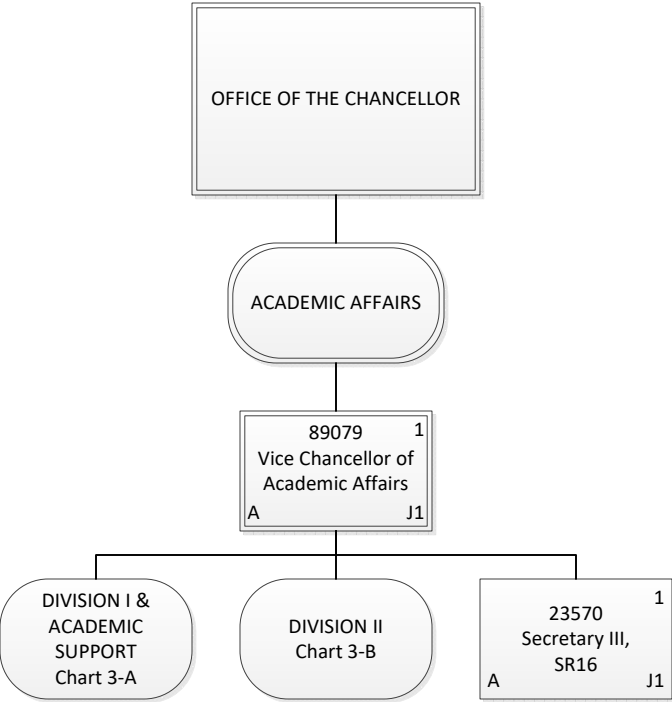 OFFICE OF THE CHANCELLOR
ACADEMIC AFFAIRS
89079 1
Vice Chancellor of
Academic Affairs
A J1
DIVISION I &
ACADEMIC
SUPPORT
Chart 3-A
DIVISION II
Chart 3-B
1
23570
Secretary III,
SR16
A J1